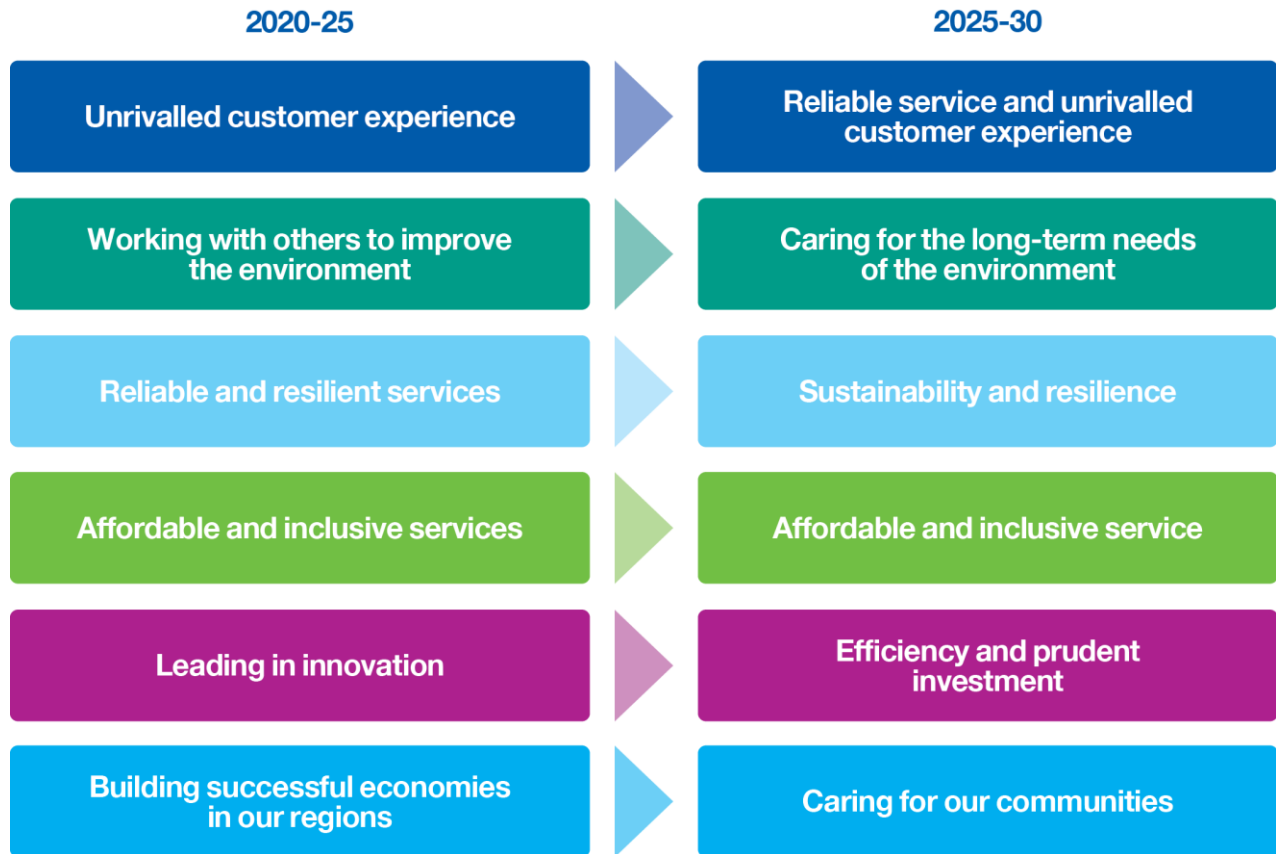 2020-25
2025-30
Unrivalled customer experience
Reliable service and unrivalled
customer experience
Working with others to improve
the environment
Caring for the long-term needs
of the environment
Reliable and resilient services
Sustainability and resilience
Affordable and inclusive services
Affordable and inclusive service
Leading in innovation
Efficiency and prudent
investment
Building successful economies
in our regions
Caring for our communities